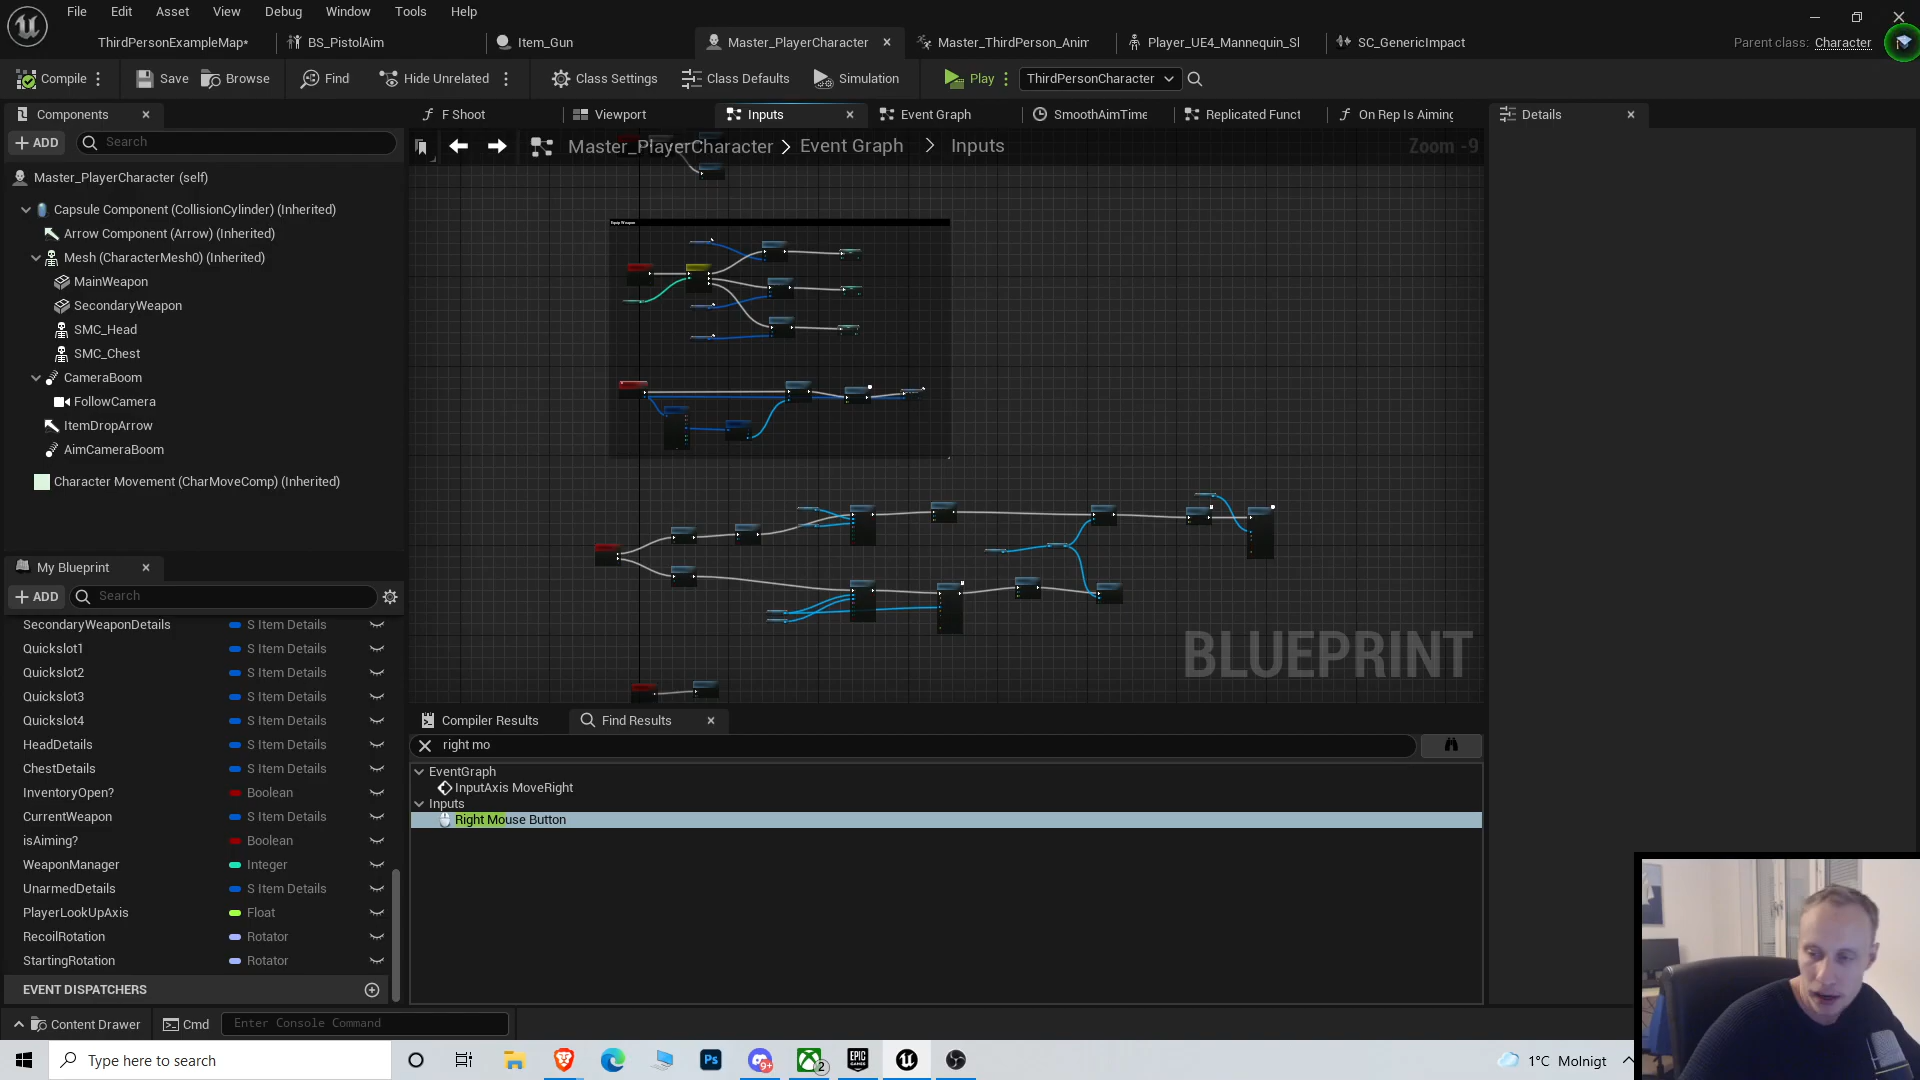 File Edit Asset View Debug Window Tools Help
ThirdPersonExampleMap* BS_PistolAim Item_Gun Master_PlayerCharacter Master_ThirdPerson_Anim Player_UE4_Mannequin_Sl SC_GenericImpact Parent class: Character
Compile Save Browse Find Hide Unrelated Class Settings Class Defaults Simulation Play ThirdPersonCharacter
Components F Shoot Viewport Inputs Event Graph SmoothAimTime Replicated Funct On Rep Is Aiming Details
ADD Search
Master_PlayerCharacter > Event Graph > Inputs Zoom -9
Master_PlayerCharacter (self)
Capsule Component (CollisionCylinder) (Inherited)
Arrow Component (Arrow) (Inherited)
Mesh (CharacterMesh0) (Inherited)
MainWeapon
SecondaryWeapon
SMC_Head
SMC_Chest
CameraBoom
FollowCamera
ItemDropArrow
AimCameraBoom
Character Movement (CharMoveComp) (Inherited)
Equip Weapon
BLUEPRINT
My Blueprint
ADD Search
SecondaryWeaponDetails S Item Details
Quickslot1 S Item Details
Quickslot2 S Item Details
Quickslot3 S Item Details
Quickslot4 S Item Details
HeadDetails S Item Details
ChestDetails S Item Details
InventoryOpen? Boolean
CurrentWeapon S Item Details
isAiming? Boolean
WeaponManager Integer
UnarmedDetails S Item Details
PlayerLookUpAxis Float
RecoilRotation Rotator
StartingRotation Rotator
EVENT DISPATCHERS
Compiler Results Find Results
right mo
EventGraph
InputAxis MoveRight
Inputs
Right Mouse Button
Content Drawer Cmd Enter Console Command
Type here to search Ps 9+ 2 EPIC GAMES 1°C Molnigt